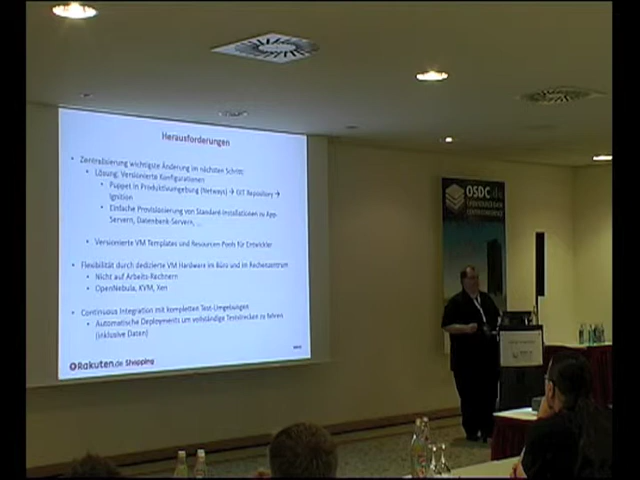 Herausforderungen
• Zentralisierung wichtigste Änderung im nächsten Schritt:
• Lösung: Versionierte Konfigurationen
• Puppet in Produktivumgebung (Netways) → GIT Repository →
Ignition
• Einfache Provisionierung von Standard-Installationen zu App-
Servern, Datenbank-Servern, ...
• Versionierte VM Templates und Resourcen-Pools für Entwickler
• Flexibilität durch dedizierte VM Hardware im Büro und im Rechenzentrum
• Nicht auf Arbeits-Rechnern
• OpenNebula, KVM, Xen
• Continuous Integration mit kompletten Test-Umgebungen
• Automatische Deployments um vollständige Teststrecken zu fahren
(inklusive Daten)
Rakuten.de Shopping
OSDC.de